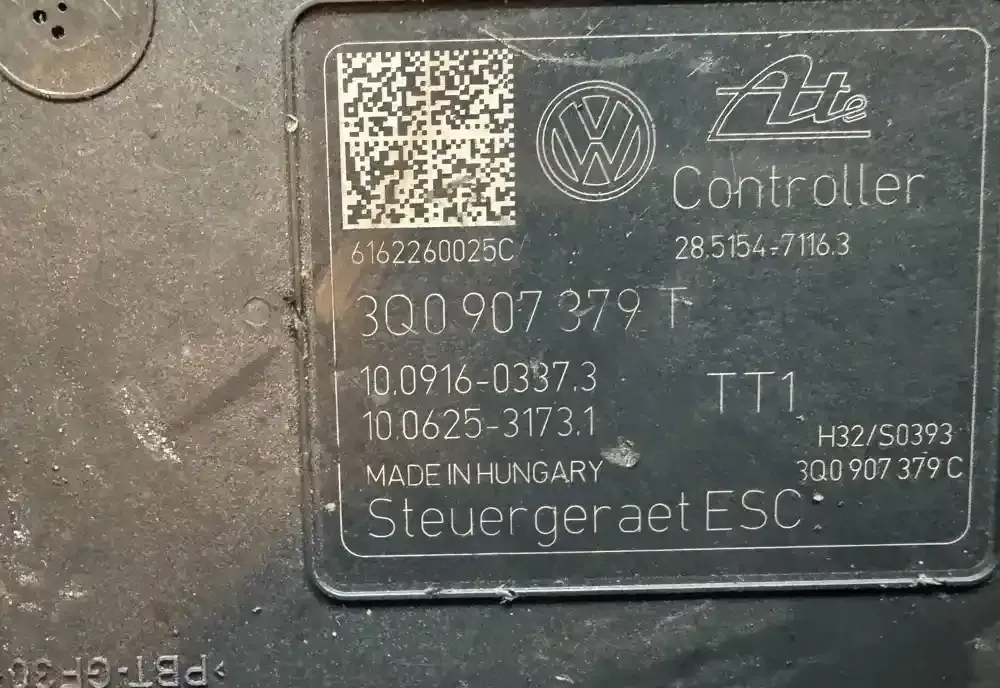 Ate
Controller
6162260025C
28.5154-7116.3
3Q0 907 379 T
10.0916-0337.3
TT1
10.0625-3173.1
H32/S0393
MADE IN HUNGARY
3Q0 907 379 C
Steuergeraet ESC
>PBT-GF30